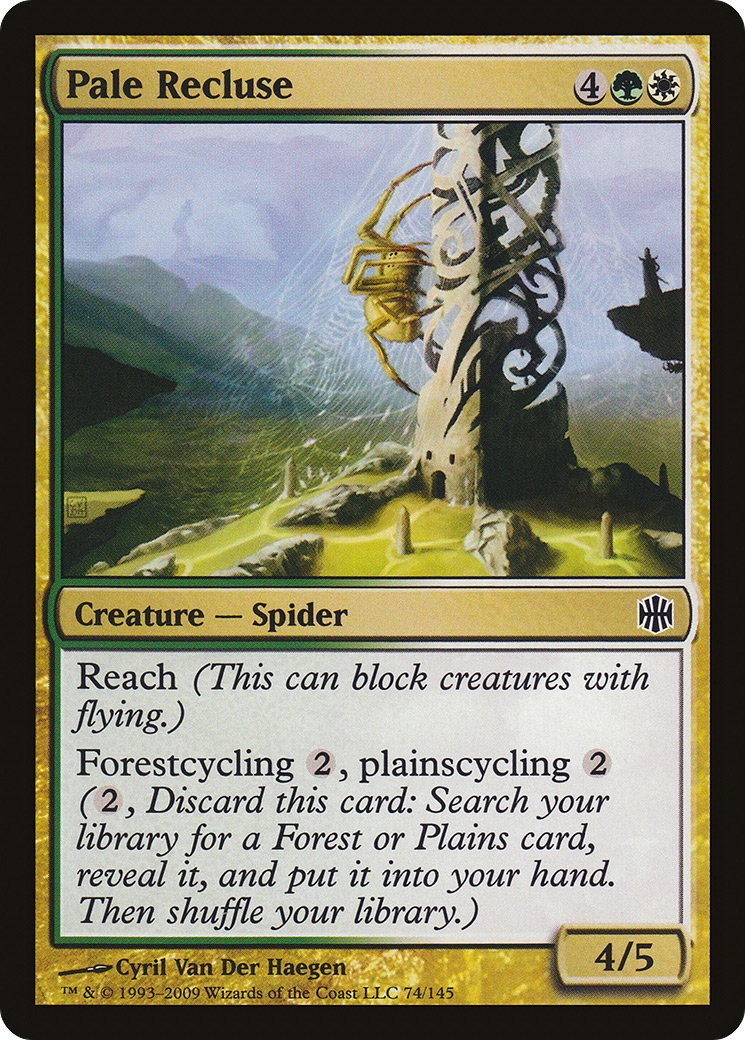 Pale Recluse 4
Creature — Spider
Reach (This can block creatures with
flying.)
Forestcycling 2, plainscycling 2
(2, Discard this card: Search your
library for a Forest or Plains card,
reveal it, and put it into your hand.
Then shuffle your library.)
4/5
Cyril Van Der Haegen
™ & © 1993–2009 Wizards of the Coast LLC 74/145